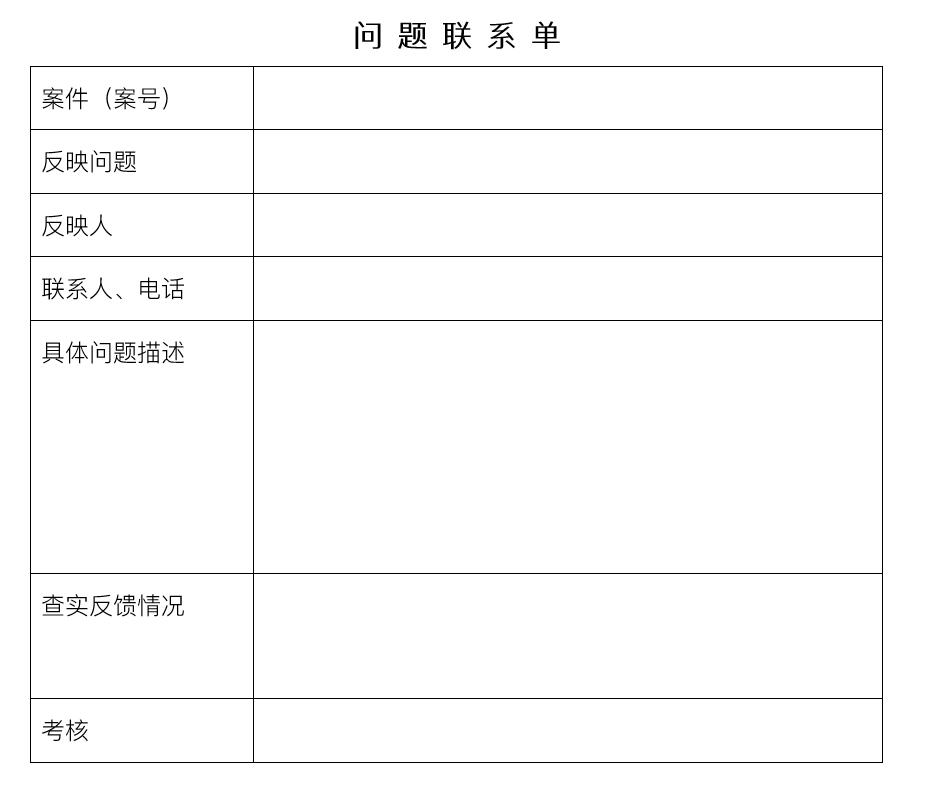 问题联系单
案件（案号）
反映问题
反映人
联系人、电话
具体问题描述
查实反馈情况
考核